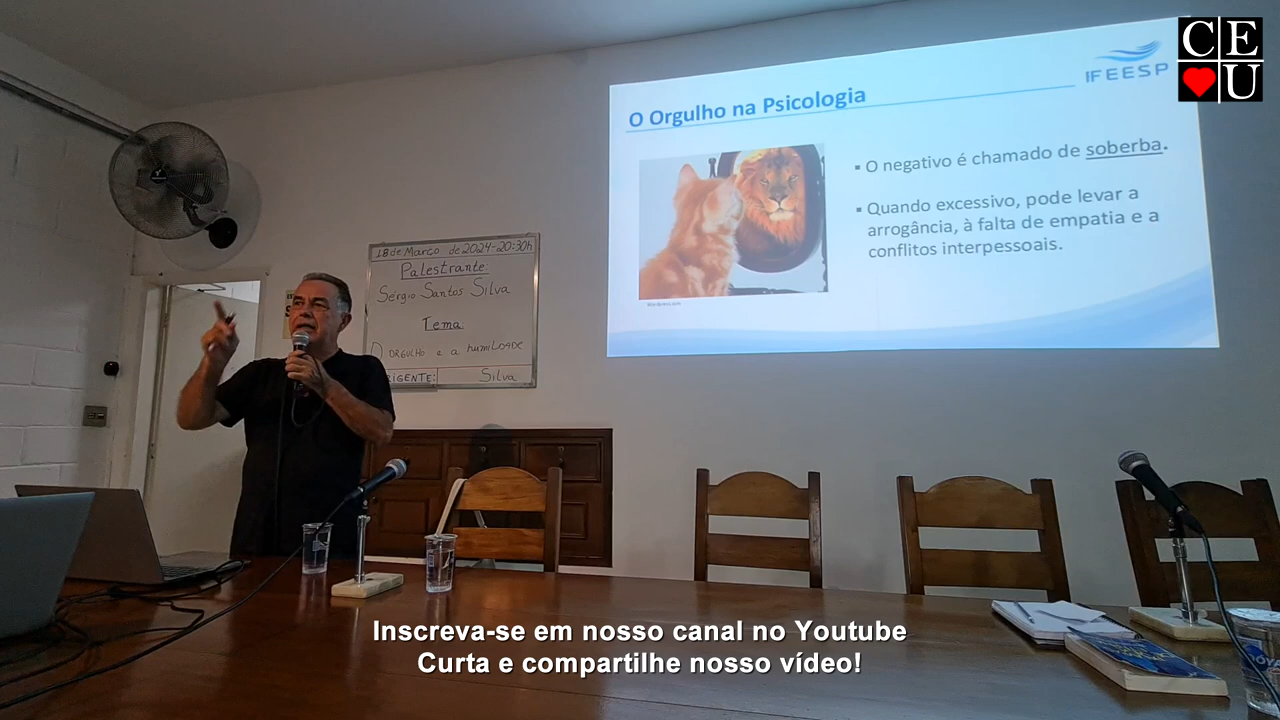 CE
U
IFEESP
O Orgulho na Psicologia
▪ O negativo é chamado de soberba.
▪ Quando excessivo, pode levar a
arrogância, à falta de empatia e a
conflitos interpessoais.
18 de Março de 2024-20:30h
Palestrante:
Sérgio Santos Silva
Tema:
O ORGULHO e a humiLDADE
IGENTE: Silva
Inscreva-se em nosso canal no Youtube
Curta e compartilhe nosso vídeo!